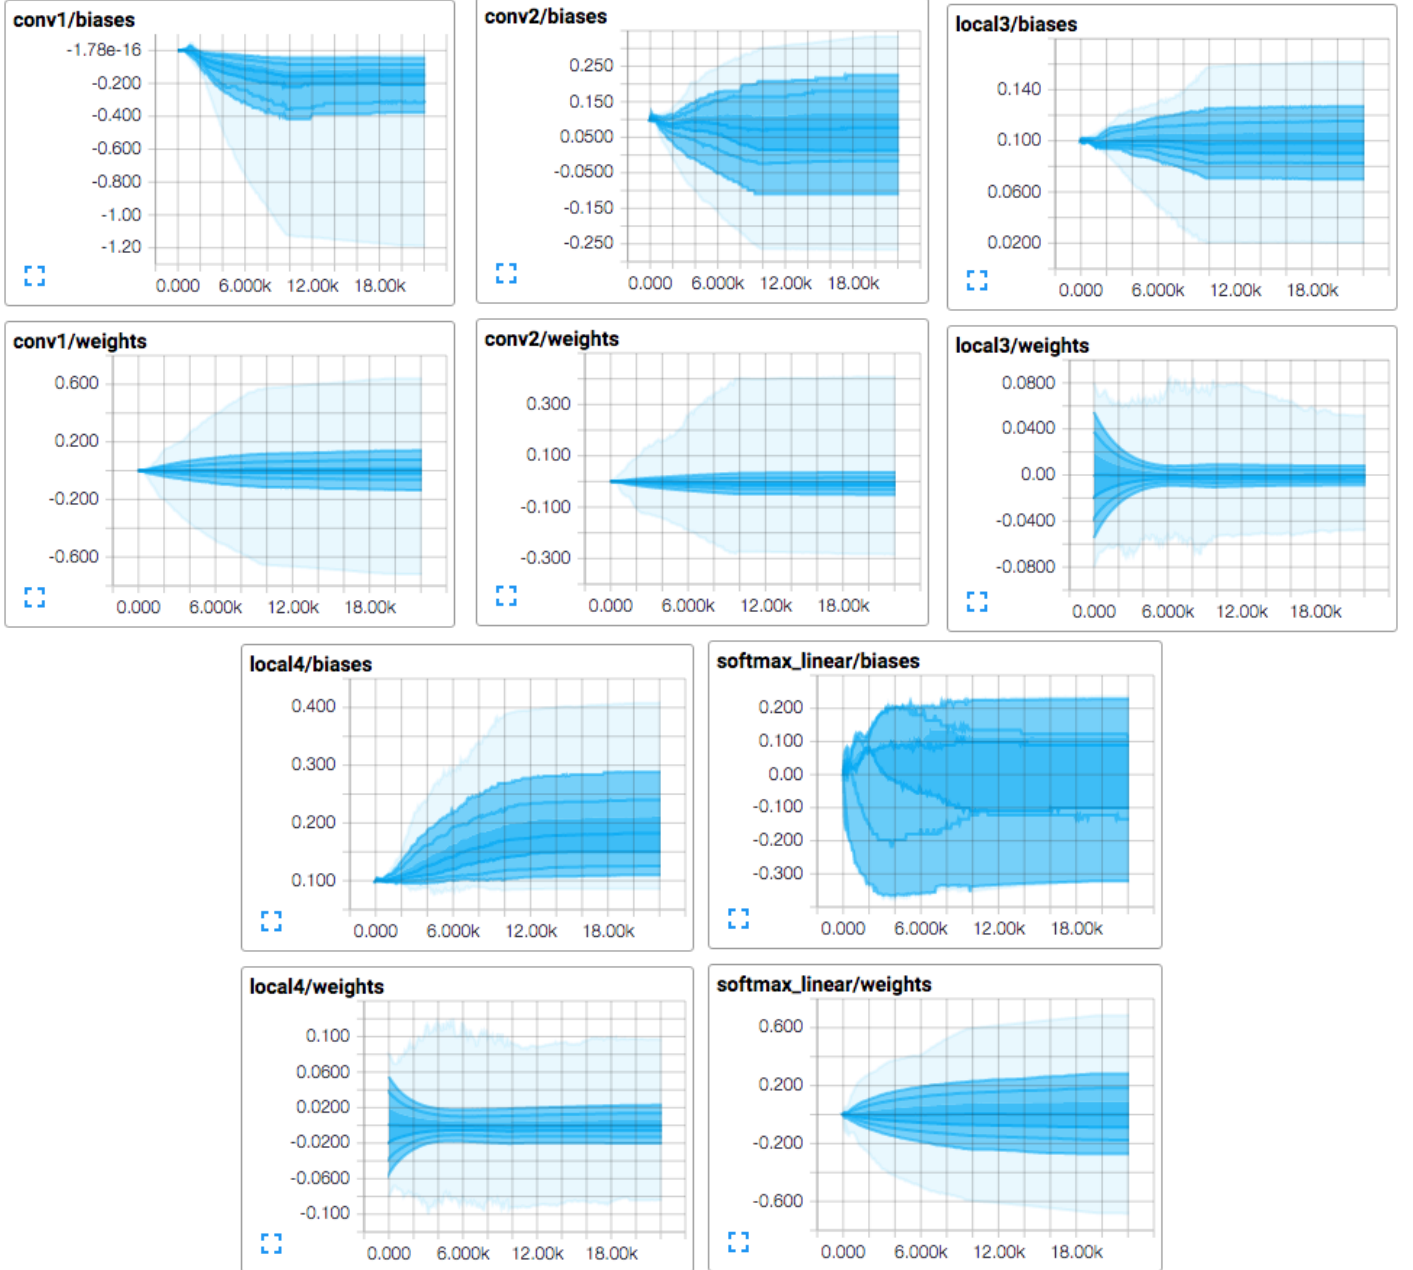 conv1/biases
-1.78e-16
-0.200
-0.400
-0.600
-0.800
-1.00
-1.20
0.000 6.000k 12.00k 18.00k
conv2/biases
0.250
0.150
0.0500
-0.0500
-0.150
-0.250
0.000 6.000k 12.00k 18.00k
local3/biases
0.140
0.100
0.0600
0.0200
0.000 6.000k 12.00k 18.00k
conv1/weights
0.600
0.200
-0.200
-0.600
0.000 6.000k 12.00k 18.00k
conv2/weights
0.300
0.100
-0.100
-0.300
0.000 6.000k 12.00k 18.00k
local3/weights
0.0800
0.0400
0.00
-0.0400
-0.0800
0.000 6.000k 12.00k 18.00k
local4/biases
0.400
0.300
0.200
0.100
0.000 6.000k 12.00k 18.00k
softmax_linear/biases
0.200
0.100
0.00
-0.100
-0.200
-0.300
0.000 6.000k 12.00k 18.00k
local4/weights
0.100
0.0600
0.0200
-0.0200
-0.0600
-0.100
0.000 6.000k 12.00k 18.00k
softmax_linear/weights
0.600
0.200
-0.200
-0.600
0.000 6.000k 12.00k 18.00k